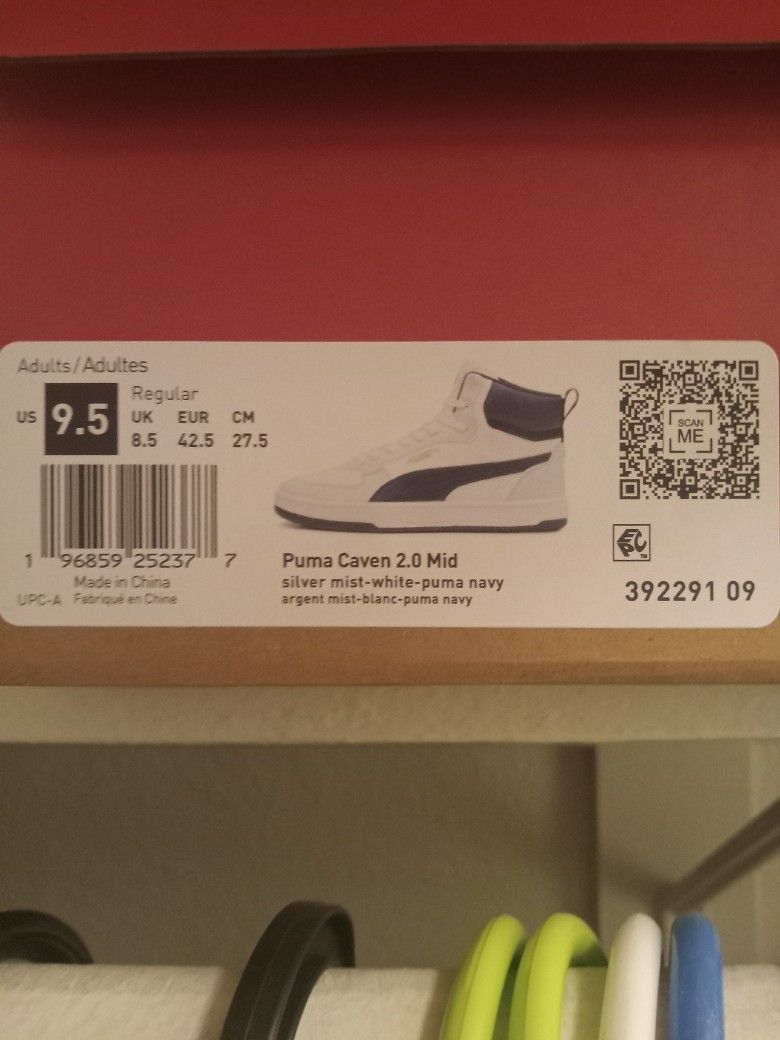 Adults/Adultes
US 9.5
Regular
UK EUR CM
8.5 42.5 27.5
1 96859 25237 7
Made in China
UPC-A Fabriqué en Chine
Puma Caven 2.0 Mid
silver mist-white-puma navy
argent mist-blanc-puma navy
SCAN
ME
EPC
TM
392291 09